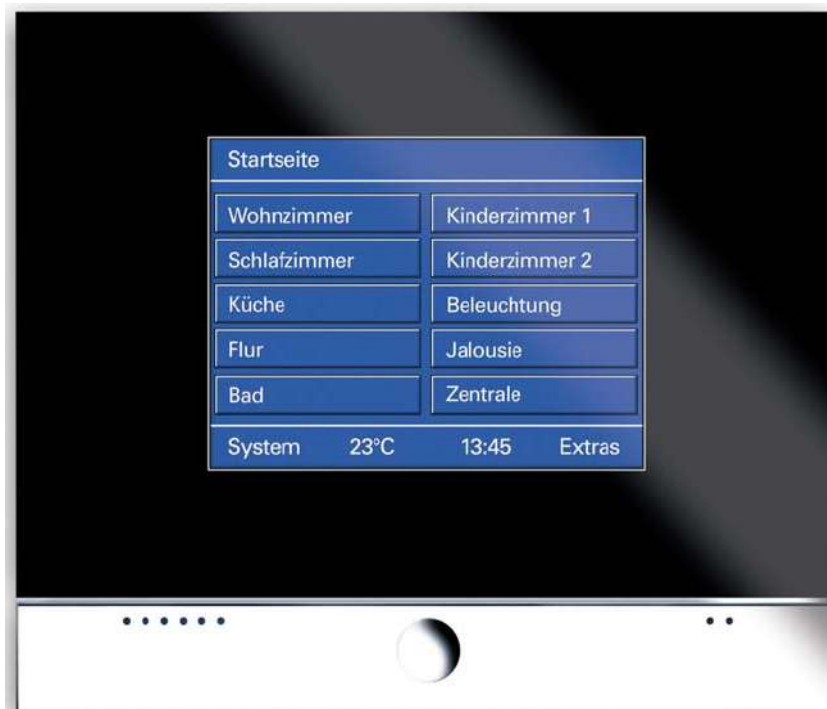 Startseite
Wohnzimmer
Kinderzimmer 1
Schlafzimmer
Kinderzimmer 2
Küche
Beleuchtung
Flur
Jalousie
Bad
Zentrale
System 23°C 13:45 Extras